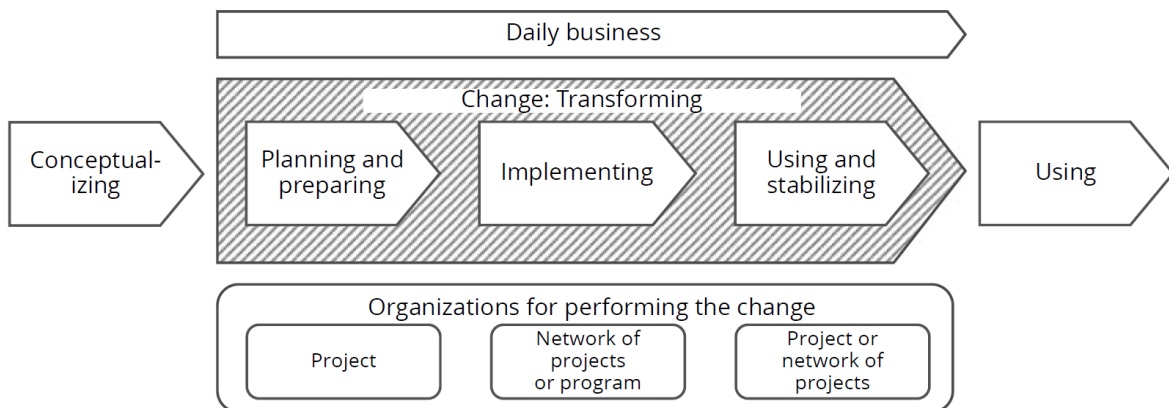 Daily business
Change: Transforming
Conceptual-
izing
Planning and
preparing
Implementing
Using and
stabilizing
Using
Organizations for performing the change
Project
Network of
projects
or program
Project or
network of
projects